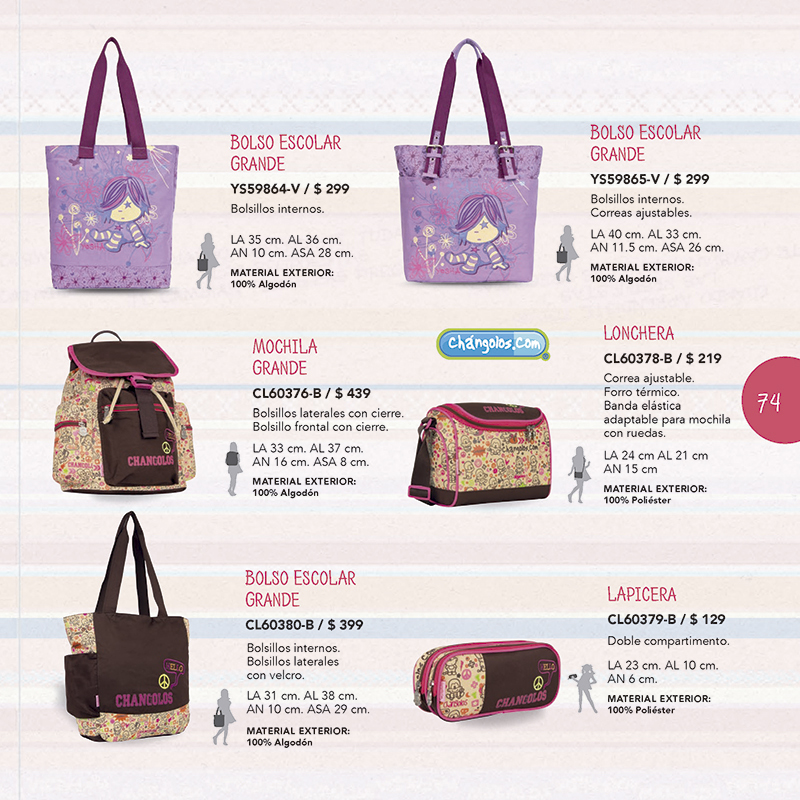 BOLSO ESCOLAR
GRANDE
YS59864-V / $ 299
Bolsillos internos.
LA 35 cm. AL 36 cm.
AN 10 cm. ASA 28 cm.
MATERIAL EXTERIOR:
100% Algodón
BOLSO ESCOLAR
GRANDE
YS59865-V / $ 299
Bolsillos internos.
Correas ajustables.
LA 40 cm. AL 33 cm.
AN 11.5 cm. ASA 26 cm.
MATERIAL EXTERIOR:
100% Algodón
MOCHILA
GRANDE
CL60376-B / $ 439
Bolsillos laterales con cierre.
Bolsillo frontal con cierre.
LA 33 cm. AL 37 cm.
AN 16 cm. ASA 8 cm.
MATERIAL EXTERIOR:
100% Algodón
CHANGOLOS
chángolos.com
LONCHERA
CL60378-B / $ 219
Correa ajustable.
Forro térmico.
Banda elástica
adaptable para mochila
con ruedas.
LA 24 cm AL 21 cm
AN 15 cm
MATERIAL EXTERIOR:
100% Poliéster
CHANGOLOS
Changolos.Com
74
BOLSO ESCOLAR
GRANDE
CL60380-B / $ 399
Bolsillos internos.
Bolsillos laterales
con velcro.
LA 31 cm. AL 38 cm.
AN 10 cm. ASA 29 cm.
MATERIAL EXTERIOR:
100% Algodón
HELLO
CHANGOLOS
LAPICERA
CL60379-B / $ 129
Doble compartimento.
LA 23 cm. AL 10 cm.
AN 6 cm.
MATERIAL EXTERIOR:
100% Poliéster
CHANGOLOS